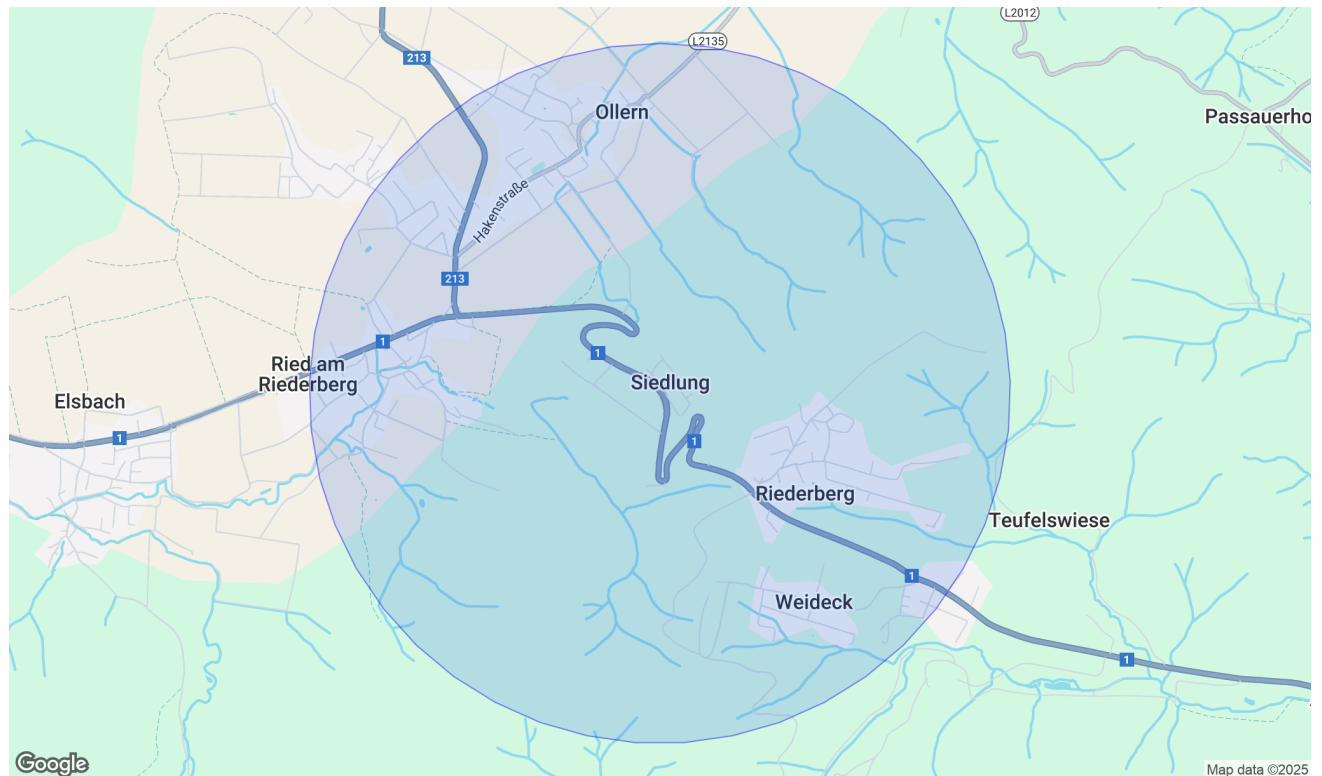 L2012
L2135
213
Ollern
Passauerho
Hakenstraße
213
1
1
Ried am
Riederberg
Siedlung
Elsbach
1
1
Riederberg
Teufelswiese
1
Weideck
1
Google
Map data ©2025